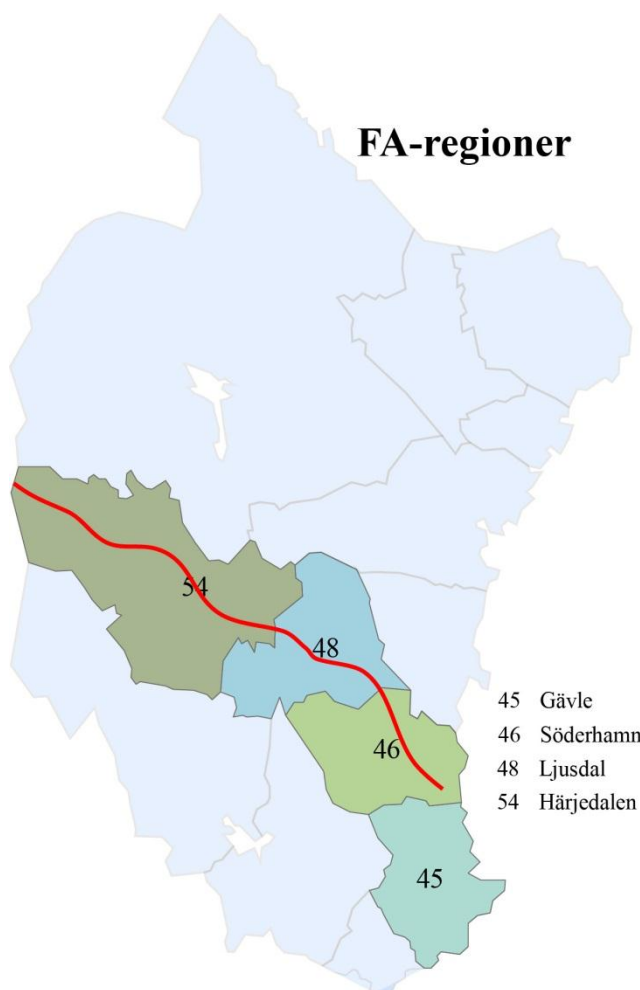 FA-regioner
54
48
46
45
45 Gävle
46 Söderhamn
48 Ljusdal
54 Härjedalen